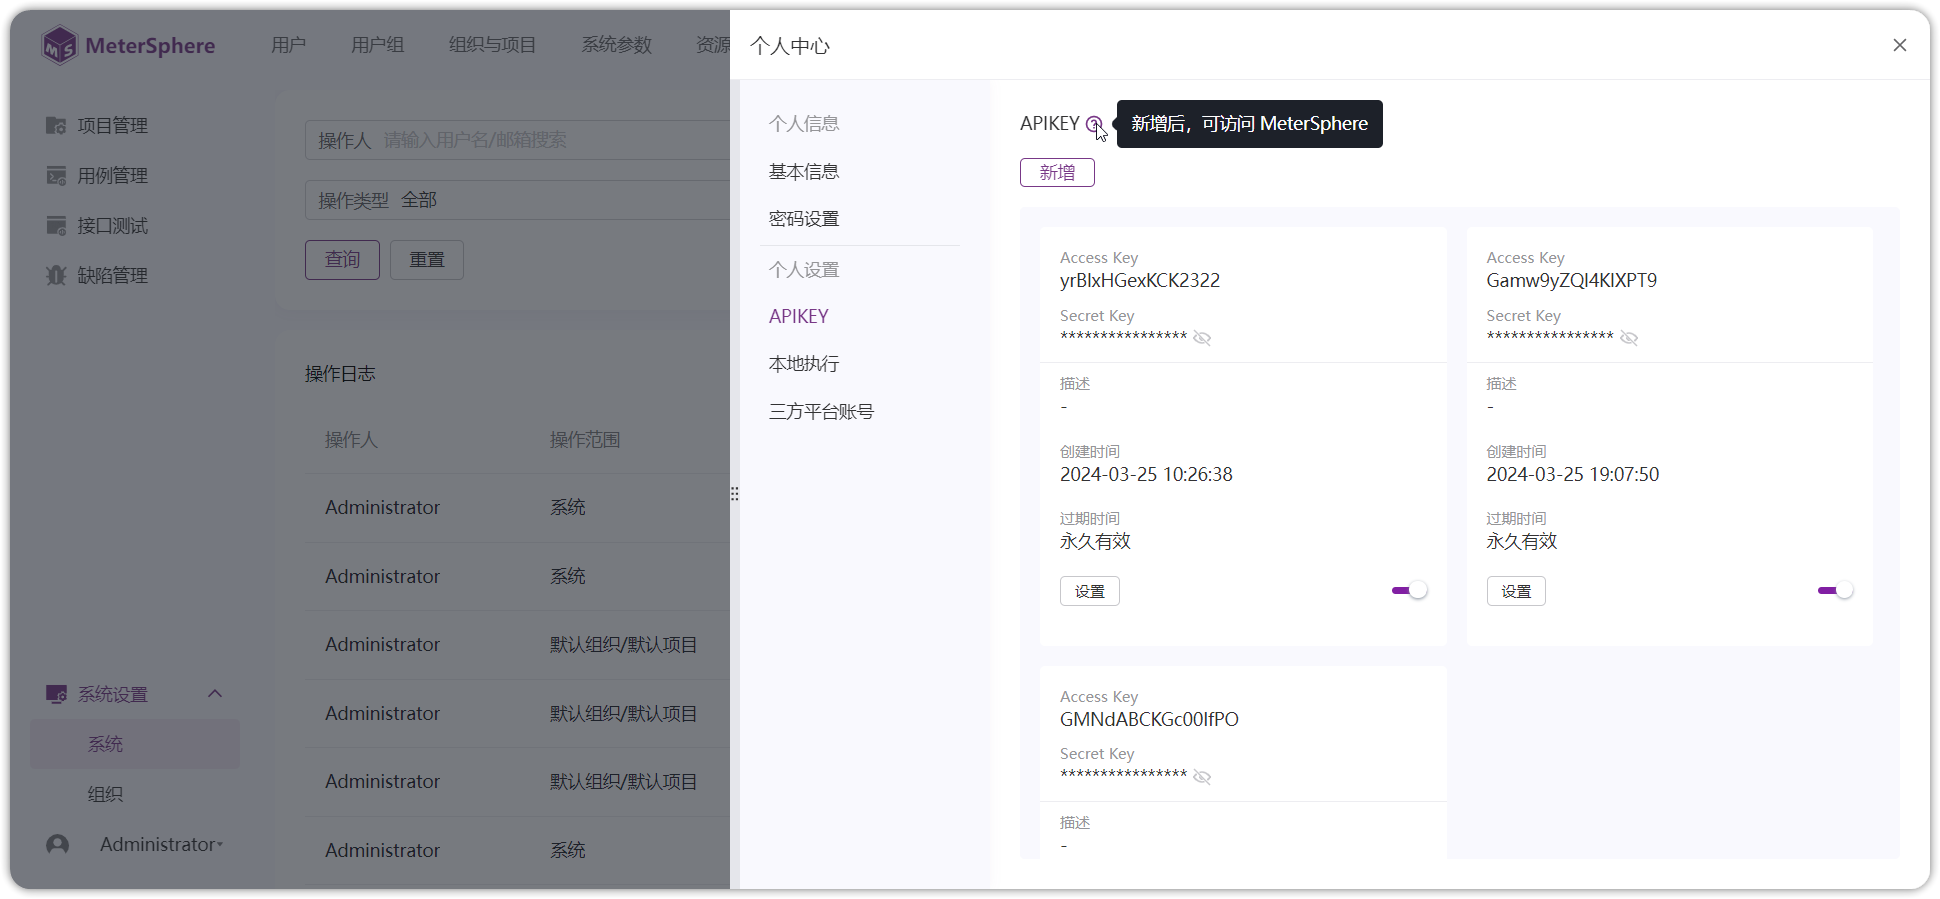 MeterSphere
用户
用户组
组织与项目
系统参数
资源
项目管理
用例管理
接口测试
缺陷管理
系统设置
系统
组织
Administrator
操作人 请输入用户名/邮箱搜索
操作类型 全部
查询 重置
操作日志
操作人 操作范围
Administrator 系统
Administrator 系统
Administrator 默认组织/默认项目
Administrator 默认组织/默认项目
Administrator 默认组织/默认项目
Administrator 系统
个人中心
个人信息
基本信息
密码设置
个人设置
APIKEY
本地执行
三方平台账号
APIKEY
新增后，可访问 MeterSphere
新增
Access Key
yrBIxHGexKCK2322
Secret Key
****************
描述
-
创建时间
2024-03-25 10:26:38
过期时间
永久有效
设置
Access Key
Gamw9yZQI4KIXPT9
Secret Key
****************
描述
-
创建时间
2024-03-25 19:07:50
过期时间
永久有效
设置
Access Key
GMNdABCKGc00IfPO
Secret Key
****************
描述
-